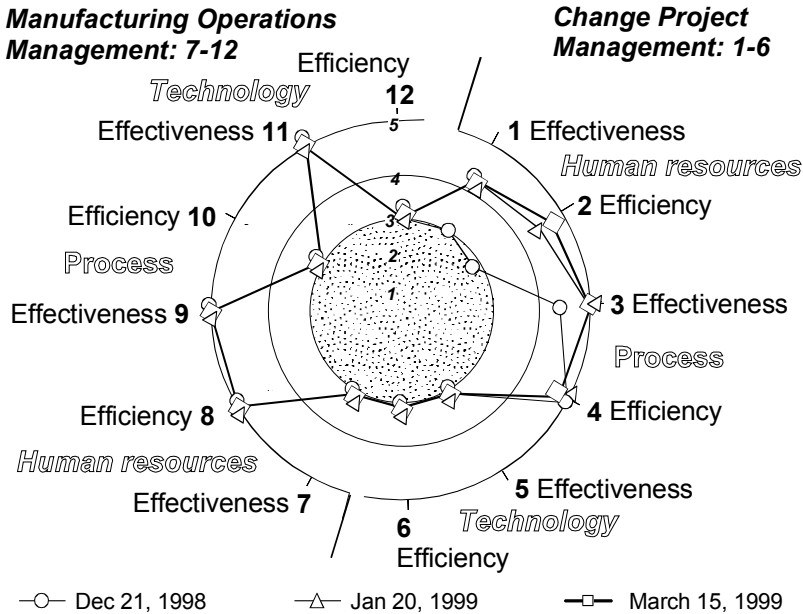 Manufacturing Operations
Management: 7-12
Change Project
Management: 1-6
Efficiency
12
Technology
Effectiveness 11
5
1 Effectiveness
Human resources
4
2 Efficiency
Efficiency 10
3
Process
2
1
Effectiveness 9
3 Effectiveness
Process
Efficiency 8
4 Efficiency
Human resources
Effectiveness 7
5 Effectiveness
6
Technology
Efficiency
Dec 21, 1998
Jan 20, 1999
March 15, 1999